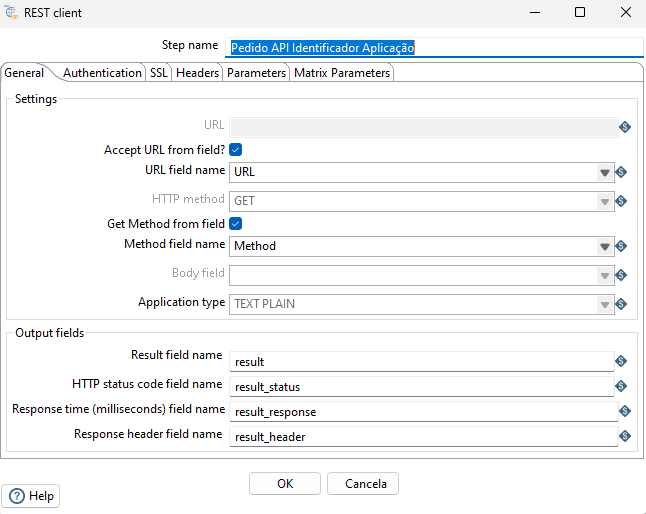 REST client
Step name Pedido API Identificador Aplicação
General Authentication SSL Headers Parameters Matrix Parameters
Settings
URL
Accept URL from field?
URL field name URL
HTTP method GET
Get Method from field
Method field name Method
Body field
Application type TEXT PLAIN
Output fields
Result field name result
HTTP status code field name result_status
Response time (milliseconds) field name result_response
Response header field name result_header
OK Cancela
Help